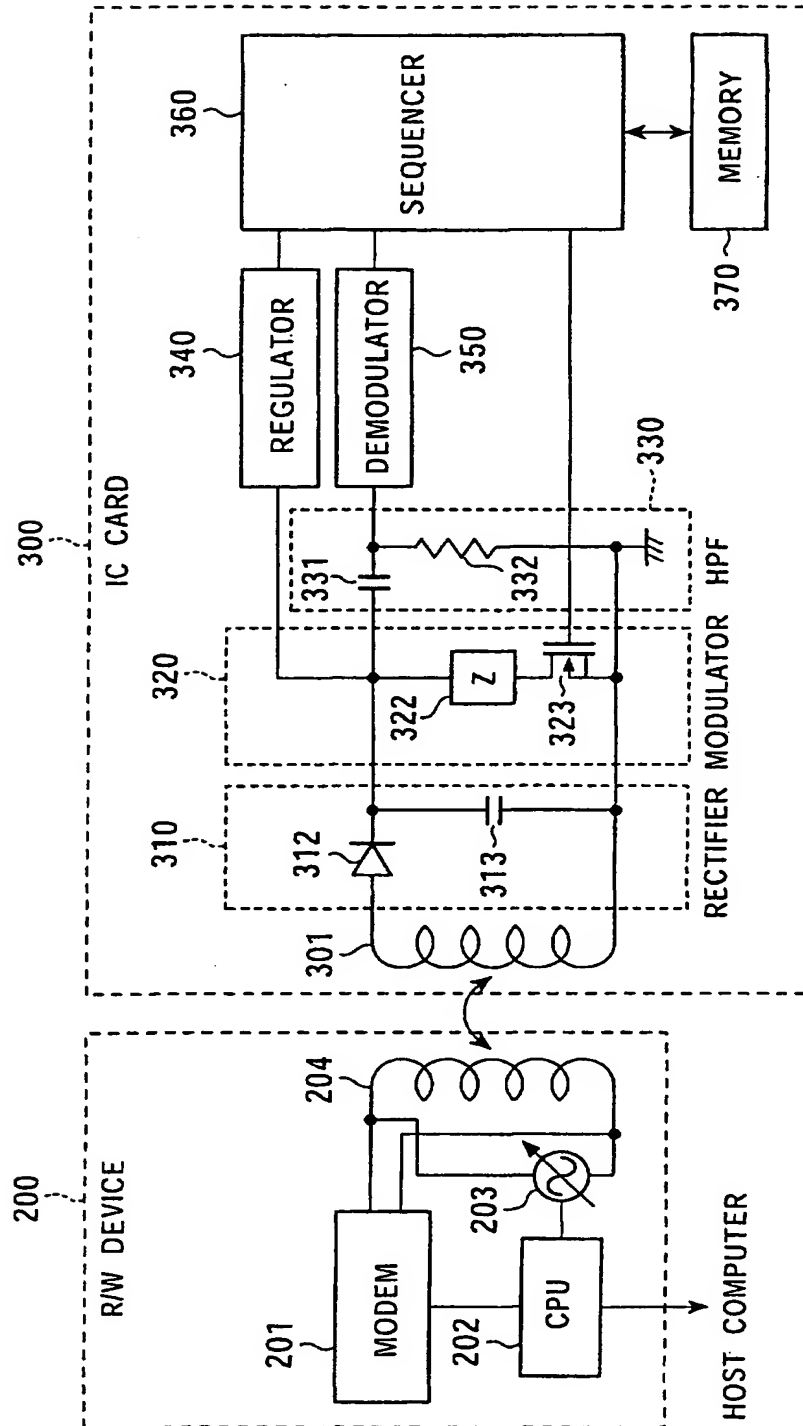 200
R/W DEVICE
201
MODEM
202
CPU
203
204
HOST COMPUTER
300
IC CARD
301
310
312
313
RECTIFIER
320
322
Z
323
MODULATOR
330
331
332
HPF
340
REGULATOR
350
DEMODULATOR
360
SEQUENCER
370
MEMORY